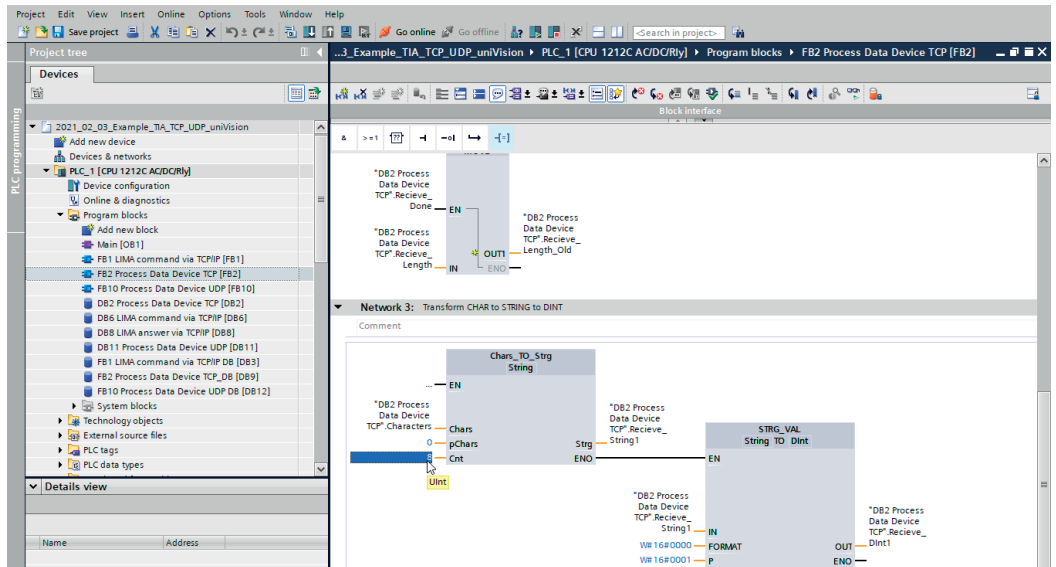 Project Edit View Insert Online Options Tools Window Help
Save project Go online Go offline <Search in project>
Project tree
...3_Example_TIA_TCP_UDP_uniVision ▸ PLC_1 [CPU 1212C AC/DC/Rly] ▸ Program blocks ▸ FB2 Process Data Device TCP [FB2]
Devices
PLC programming
2021_02_03_Example_TIA_TCP_UDP_uniVision
Add new device
Devices & networks
PLC_1 [CPU 1212C AC/DC/Rly]
Device configuration
Online & diagnostics
Program blocks
Add new block
Main [OB1]
FB1 LIMA command via TCP/IP [FB1]
FB2 Process Data Device TCP [FB2]
FB10 Process Data Device UDP [FB10]
DB2 Process Data Device TCP [DB2]
DB6 LIMA command via TCP/IP [DB6]
DB8 LIMA answer via TCP/IP [DB8]
DB11 Process Data Device UDP [DB11]
FB1 LIMA command via TCP/IP DB [DB3]
FB2 Process Data Device TCP_DB [DB9]
FB10 Process Data Device UDP DB [DB12]
System blocks
Technology objects
External source files
PLC tags
PLC data types
Details view
Name Address
Block interface
& >=1 ?? -[=]
"DB2 Process
Data Device
TCP".Recieve_
Done
EN
"DB2 Process
Data Device
TCP".Recieve_
Length
IN
OUT1
ENO
"DB2 Process
Data Device
TCP".Recieve_
Length_Old
Network 3: Transform CHAR to STRING to DINT
Comment
Chars_TO_Strg
String
...
EN
"DB2 Process
Data Device
TCP".Characters
Chars
0
pChars
8
Cnt
UInt
Strg
ENO
"DB2 Process
Data Device
TCP".Recieve_
String1
STRG_VAL
String TO DInt
EN
"DB2 Process
Data Device
TCP".Recieve_
String1
IN
W#16#0000
FORMAT
W#16#0001
P
OUT
ENO
"DB2 Process
Data Device
TCP".Recieve_
DInt1